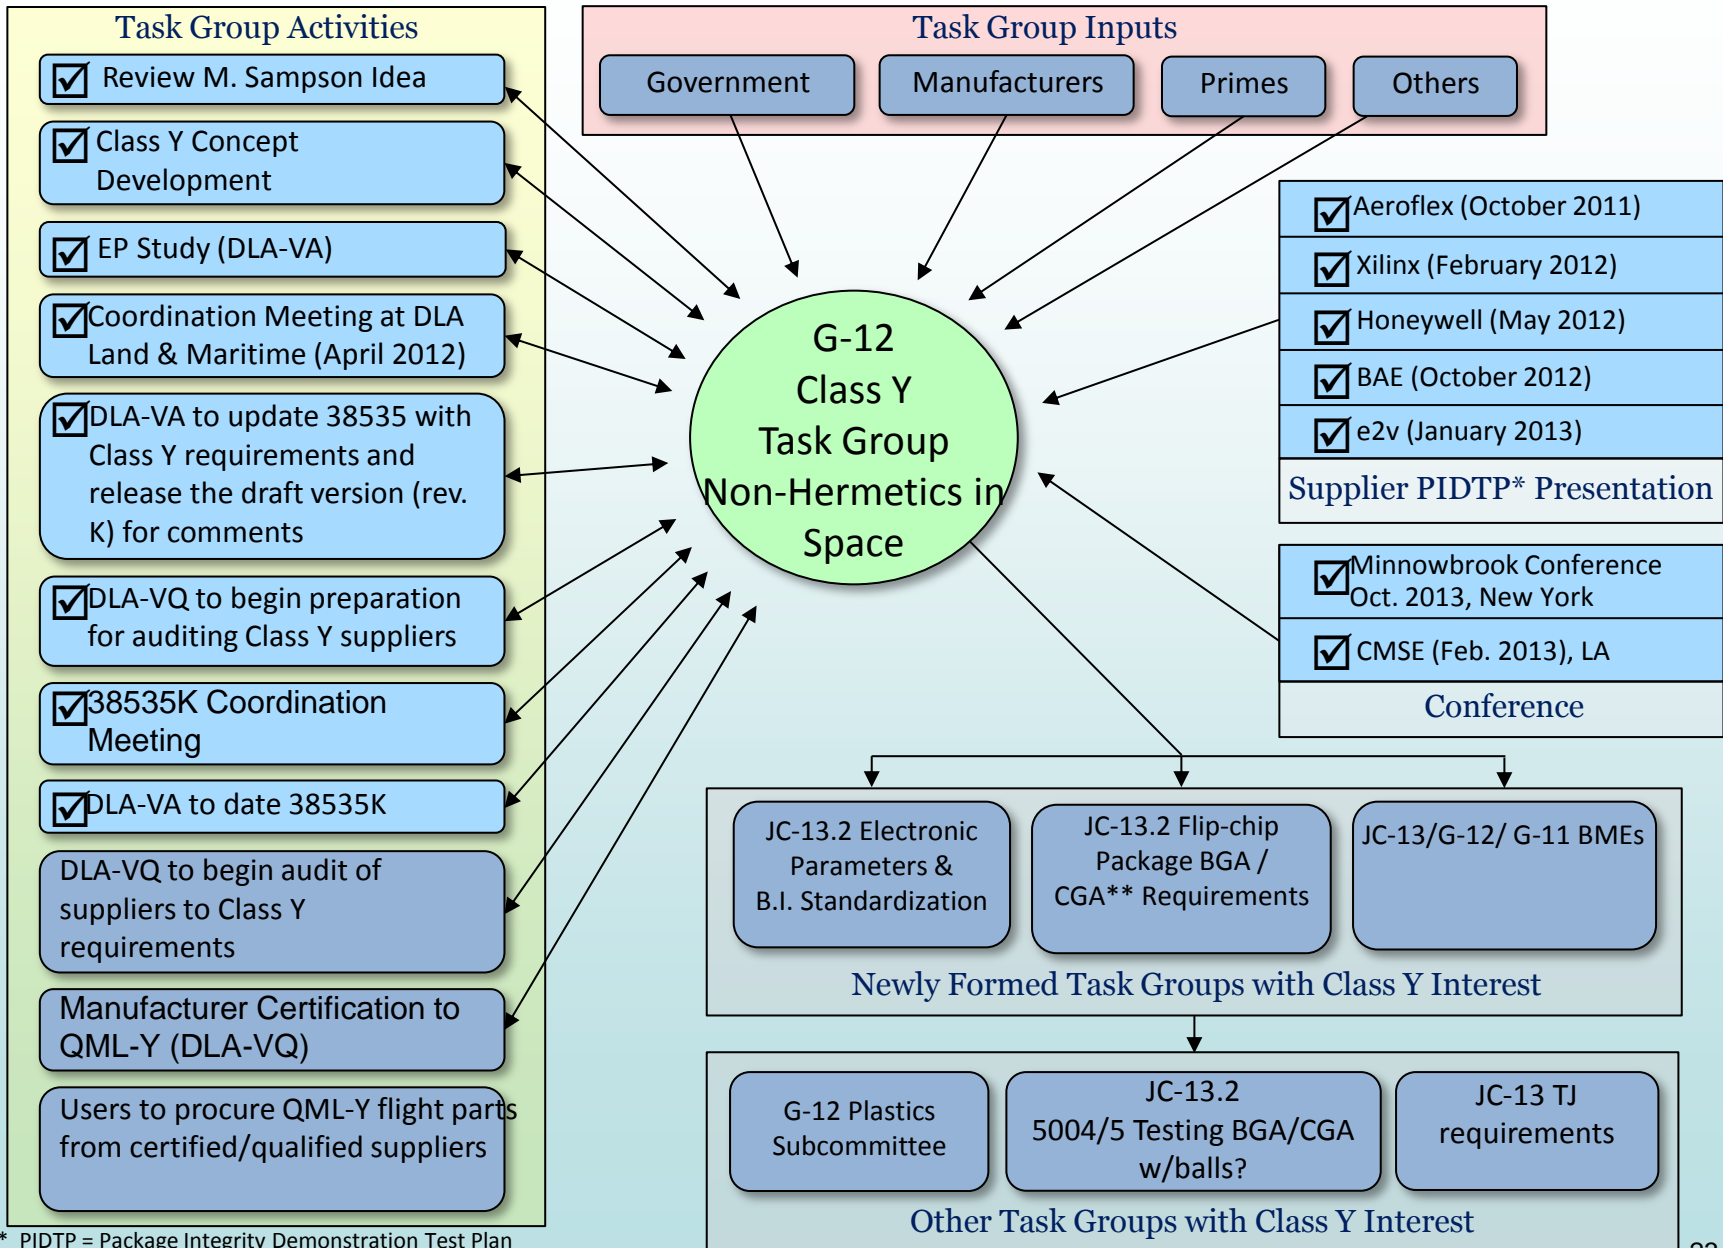 Task Group Activities
Review M. Sampson Idea
Class Y Concept
Development
EP Study (DLA-VA)
Coordination Meeting at DLA
Land & Maritime (April 2012)
DLA-VA to update 38535 with
Class Y requirements and
release the draft version (rev.
K) for comments
DLA-VQ to begin preparation
for auditing Class Y suppliers
38535K Coordination
Meeting
DLA-VA to date 38535K
DLA-VQ to begin audit of
suppliers to Class Y
requirements
Manufacturer Certification to
QML-Y (DLA-VQ)
Users to procure QML-Y flight parts
from certified/qualified suppliers
* PIDTP = Package Integrity Demonstration Test Plan
Task Group Inputs
Government
Manufacturers
Primes
Others
G-12
Class Y
Task Group
Non-Hermetics in
Space
Aeroflex (October 2011)
Xilinx (February 2012)
Honeywell (May 2012)
BAE (October 2012)
e2v (January 2013)
Supplier PIDTP* Presentation
Minnowbrook Conference
Oct. 2013, New York
CMSE (Feb. 2013), LA
Conference
JC-13.2 Electronic
Parameters &
B.I. Standardization
JC-13.2 Flip-chip
Package BGA /
CGA** Requirements
JC-13/G-12/ G-11 BMEs
Newly Formed Task Groups with Class Y Interest
G-12 Plastics
Subcommittee
JC-13.2
5004/5 Testing BGA/CGA
w/balls?
JC-13 TJ
requirements
Other Task Groups with Class Y Interest